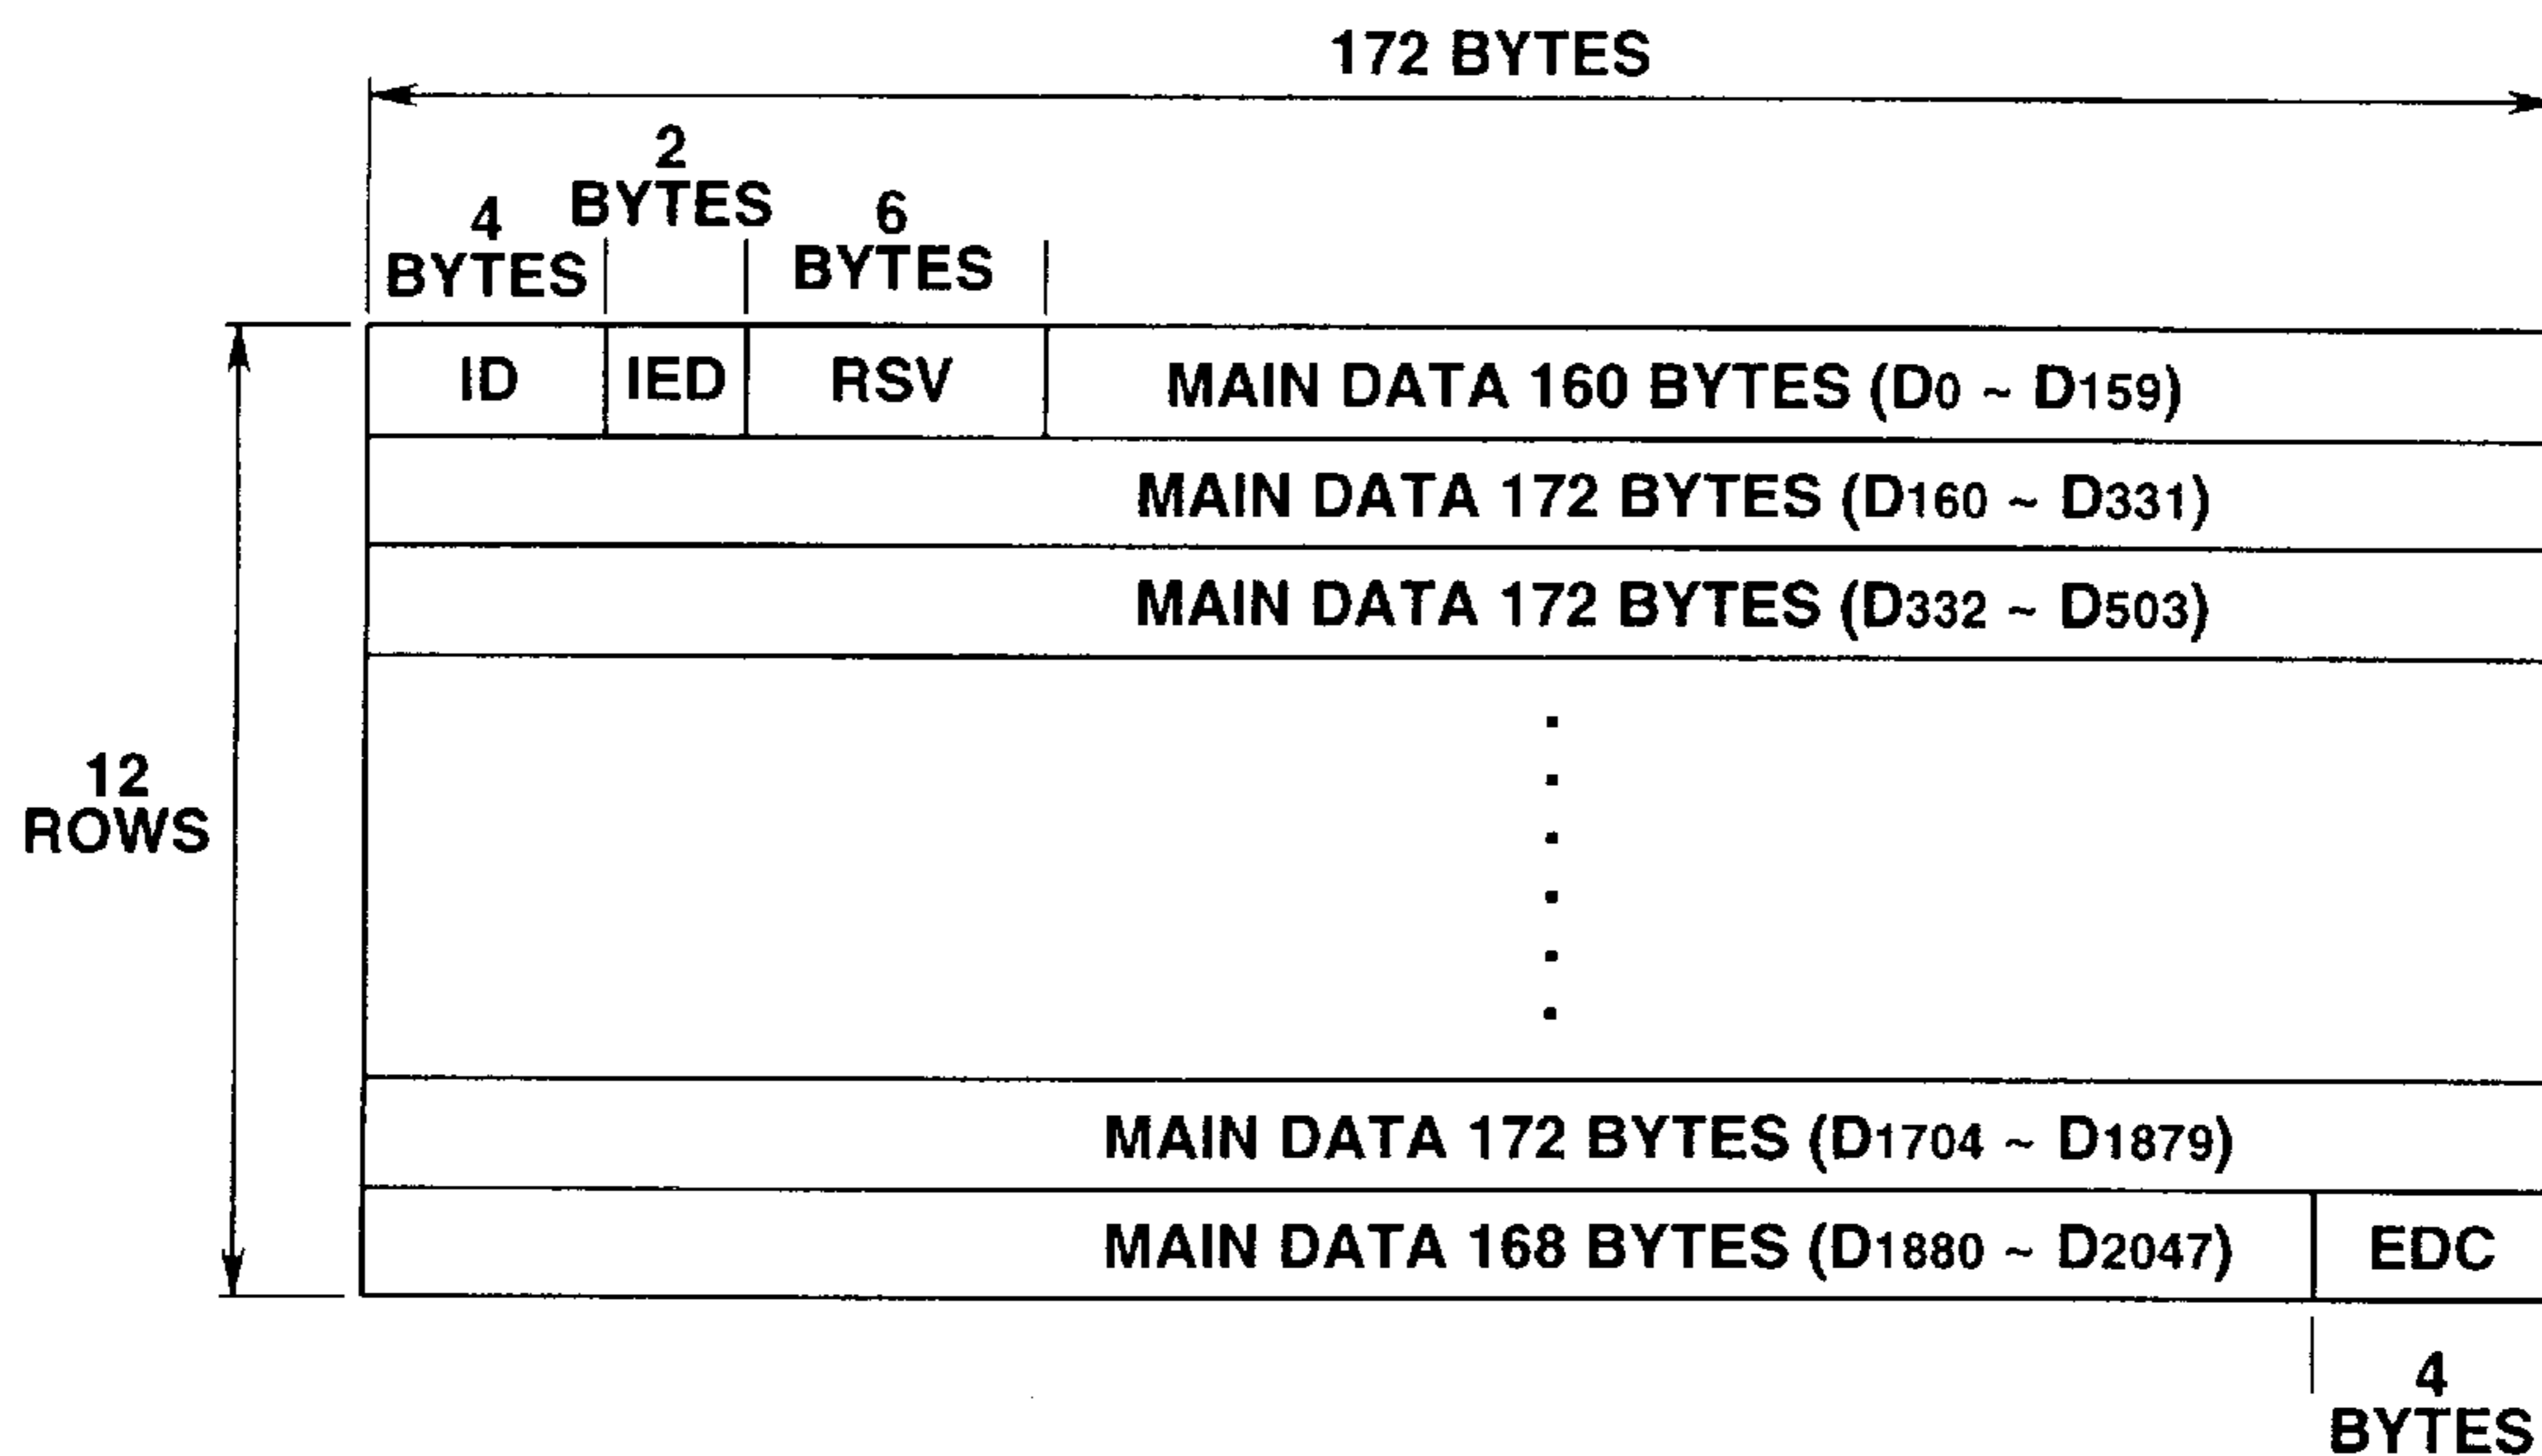 172 BYTES
2
BYTES
4
BYTES
6
BYTES
ID IED RSV MAIN DATA 160 BYTES (D0 ~ D159)
MAIN DATA 172 BYTES (D160 ~ D331)
MAIN DATA 172 BYTES (D332 ~ D503)
12
ROWS
MAIN DATA 172 BYTES (D1704 ~ D1879)
MAIN DATA 168 BYTES (D1880 ~ D2047) EDC
4
BYTES